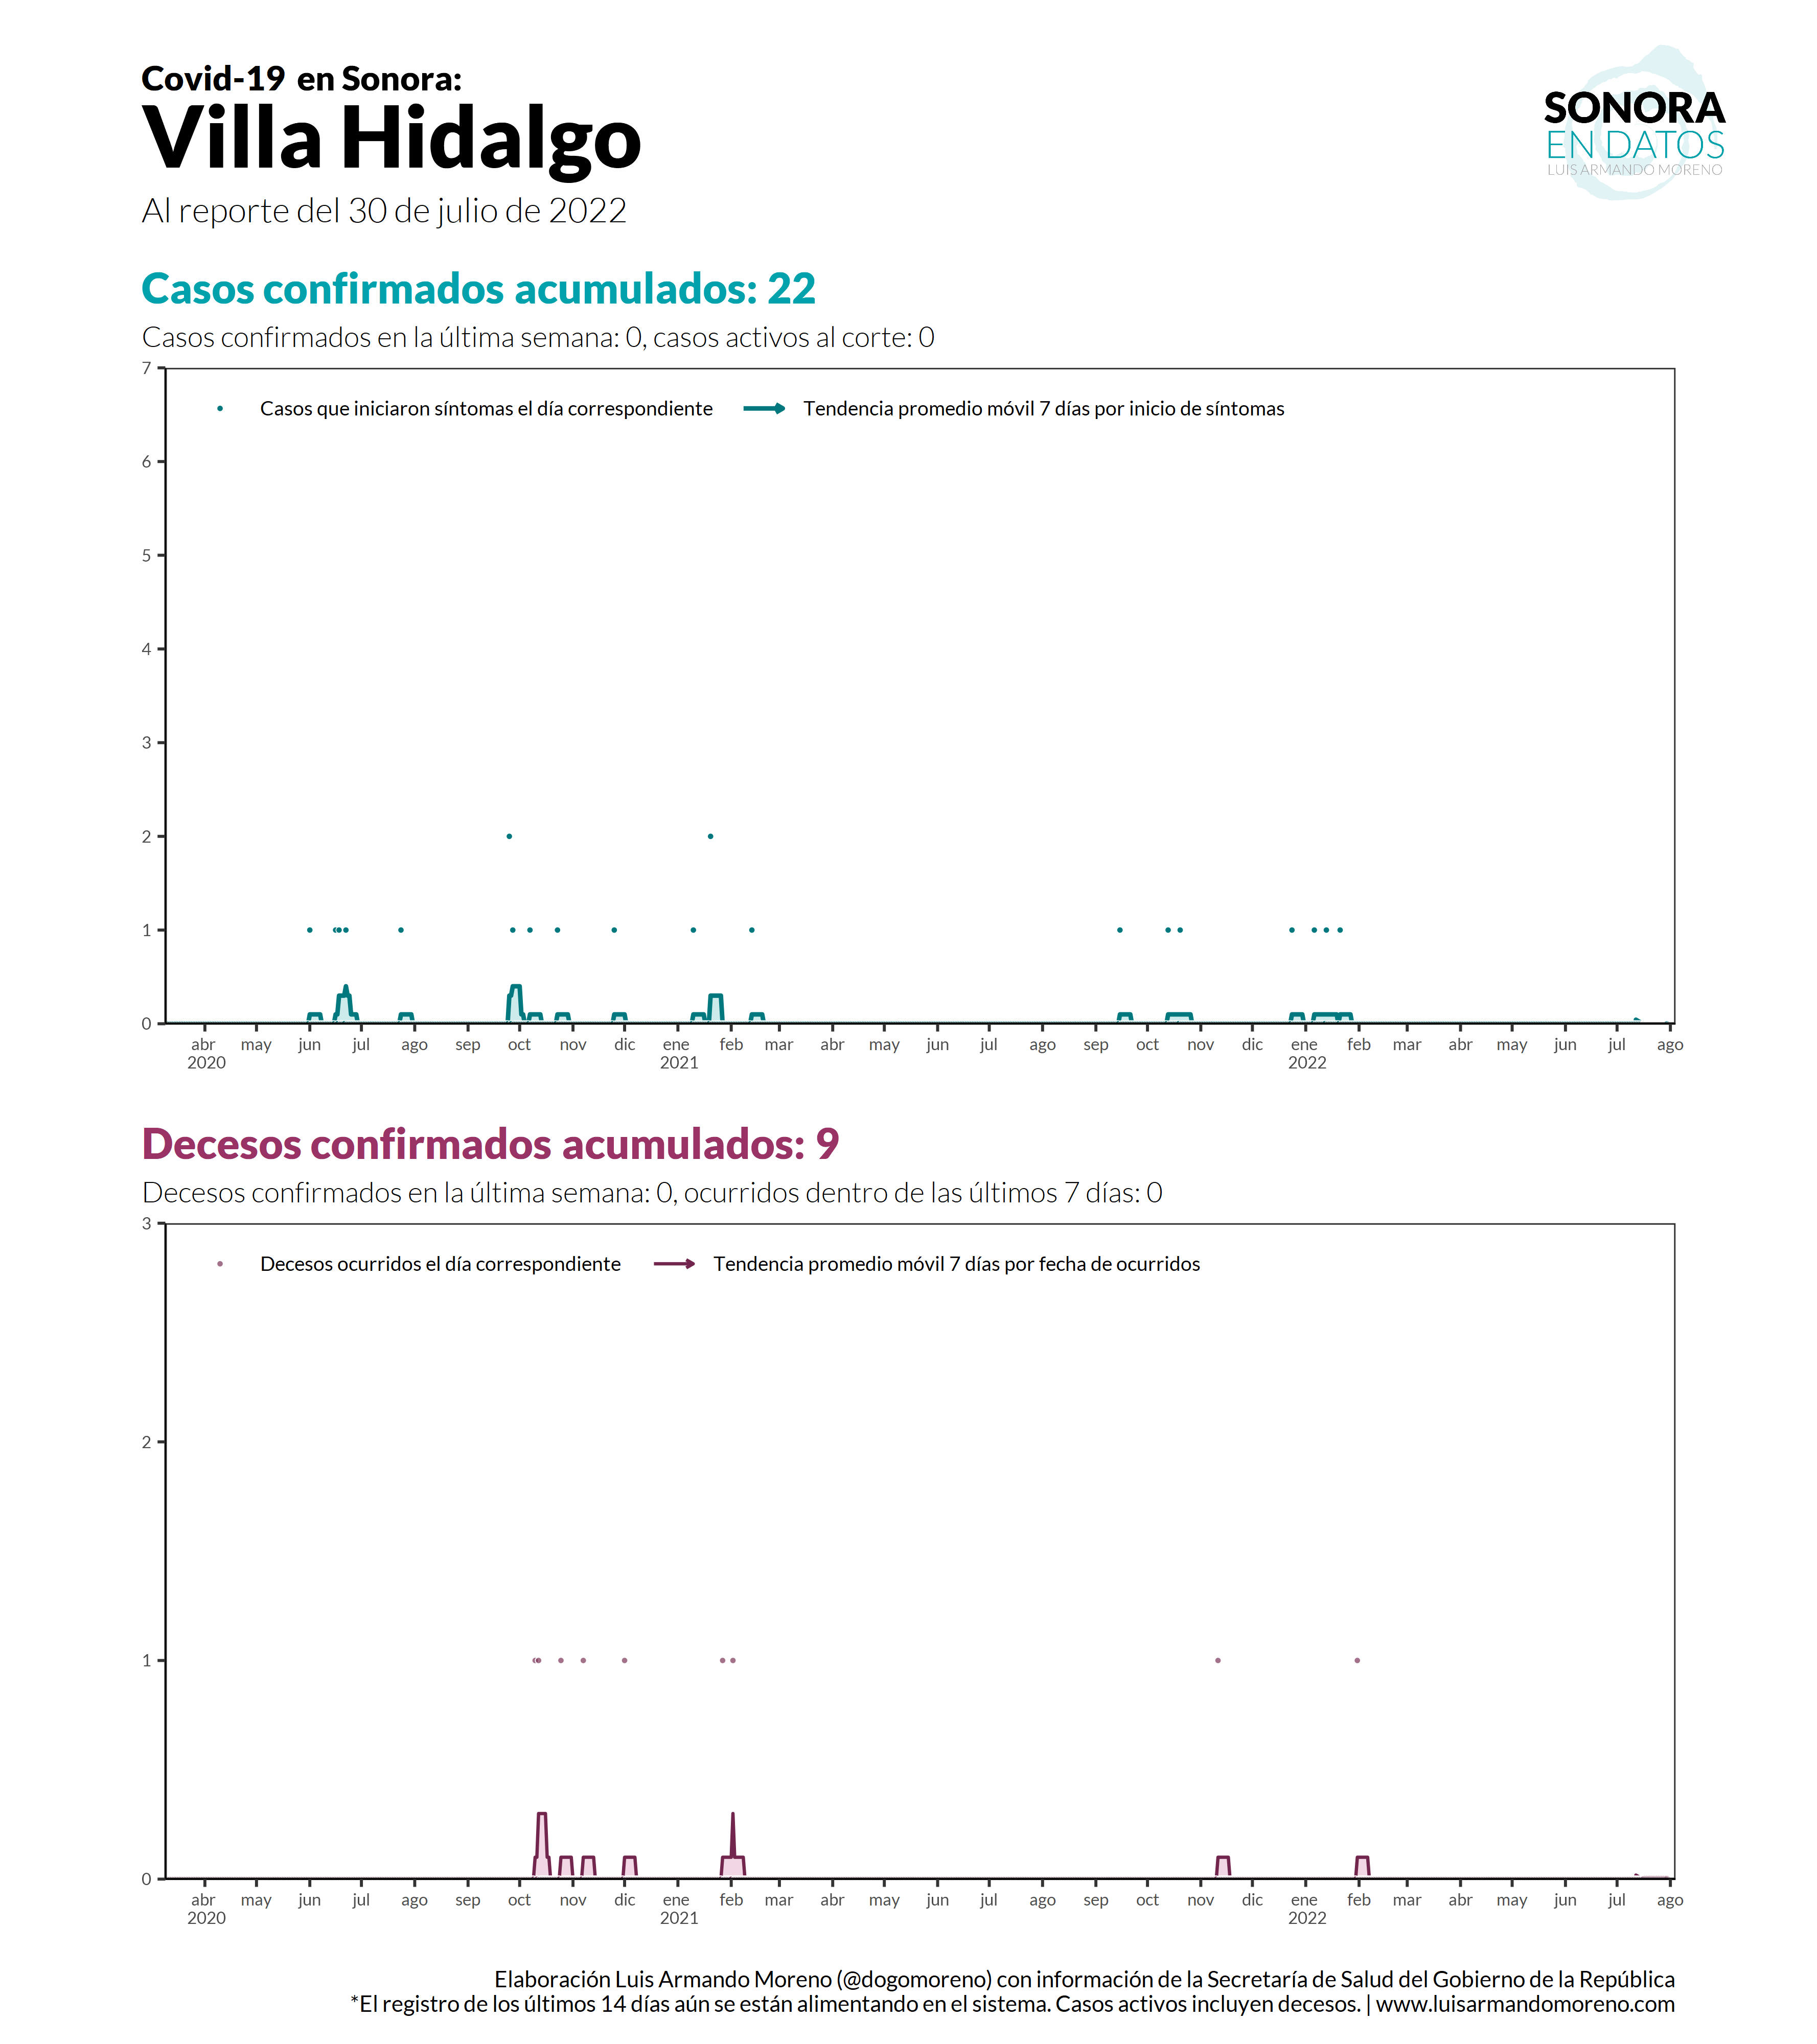 Covid-19 en Sonora:
Villa Hidalgo
Al reporte del 30 de julio de 2022
SONORA
EN DATOS
LUIS ARMANDO MORENO
Casos confirmados acumulados: 22
Casos confirmados en la última semana: 0, casos activos al corte: 0
Casos que iniciaron síntomas el día correspondiente
Tendencia promedio móvil 7 días por inicio de síntomas
7
6
5
4
3
2
1
0
abr may jun jul ago sep oct nov dic ene feb mar abr may jun jul ago sep oct nov dic ene feb mar abr may jun jul ago
2020 2021 2022
Decesos confirmados acumulados: 9
Decesos confirmados en la última semana: 0, ocurridos dentro de las últimos 7 días: 0
Decesos ocurridos el día correspondiente
Tendencia promedio móvil 7 días por fecha de ocurridos
3
2
1
0
abr may jun jul ago sep oct nov dic ene feb mar abr may jun jul ago sep oct nov dic ene feb mar abr may jun jul ago
2020 2021 2022
Elaboración Luis Armando Moreno (@dogomoreno) con información de la Secretaría de Salud del Gobierno de la República
*El registro de los últimos 14 días aún se están alimentando en el sistema. Casos activos incluyen decesos. | www.luisarmandomoreno.com